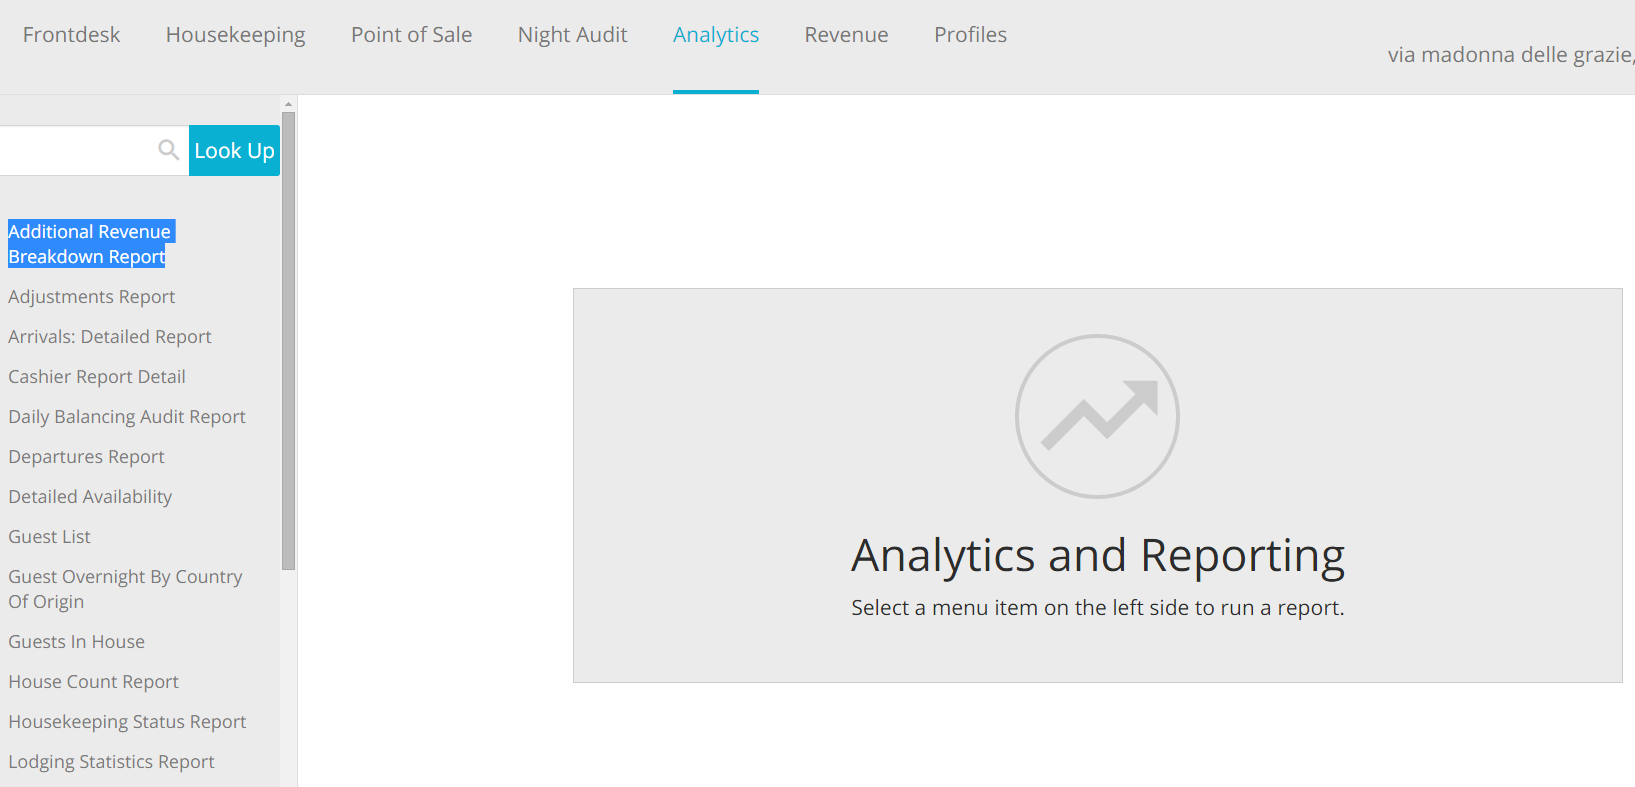 Frontdesk Housekeeping Point of Sale Night Audit Analytics Revenue Profiles
via madonna delle grazie,
Look Up
Additional Revenue
Breakdown Report
Adjustments Report
Arrivals: Detailed Report
Cashier Report Detail
Daily Balancing Audit Report
Departures Report
Detailed Availability
Guest List
Guest Overnight By Country
Of Origin
Guests In House
House Count Report
Housekeeping Status Report
Lodging Statistics Report
Analytics and Reporting
Select a menu item on the left side to run a report.